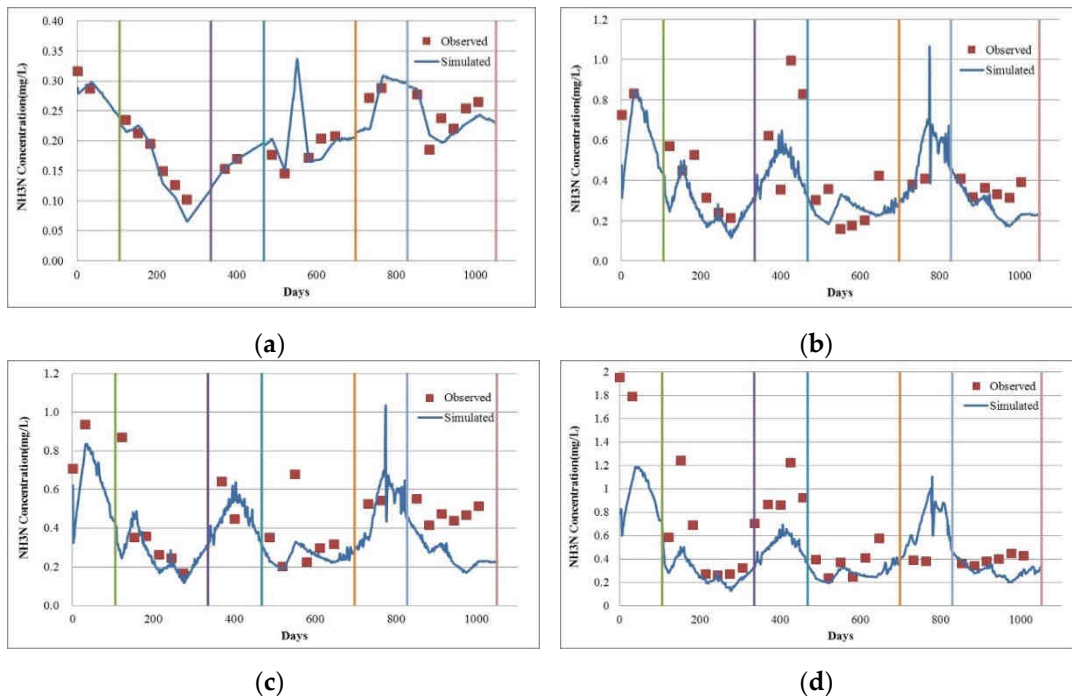 0.40
0.35
0.30
0.25
0.20
0.15
0.10
0.05
0.00
NH3N Concentration(mg/L)
Observed
Simulated
0 200 400 600 800 1000
Days
(a)
1.2
1.0
0.8
0.6
0.4
0.2
0.0
NH3N Concentration(mg/L)
Observed
Simulated
0 200 400 600 800 1000
Days
(b)
1.2
1.0
0.8
0.6
0.4
0.2
0.0
NH3N Concentration(mg/L)
Observed
Simulated
0 200 400 600 800 1000
Days
(c)
2
1.8
1.6
1.4
1.2
1
0.8
0.6
0.4
0.2
0
NH3N Concentration(mg/L)
Observed
Simulated
0 200 400 600 800 1000
Days
(d)